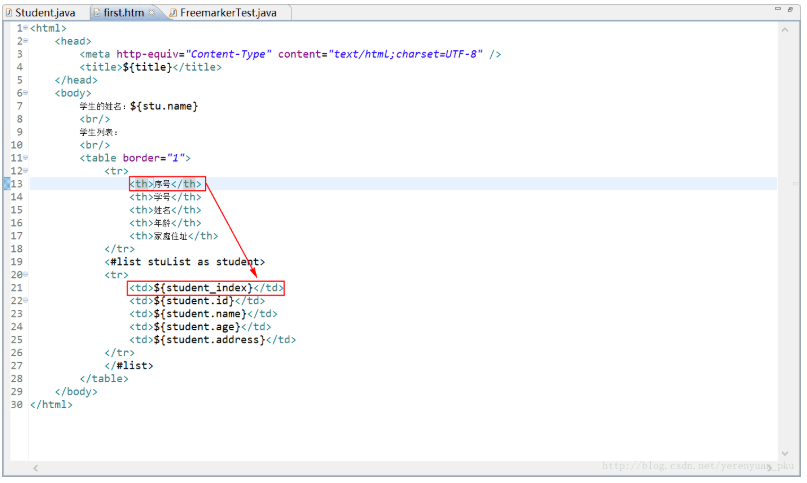 Student.java first.htm FreemarkerTest.java
1 <html>
2 <head>
3 <meta http-equiv="Content-Type" content="text/html;charset=UTF-8" />
4 <title>${title}</title>
5 </head>
6 <body>
7 学生的姓名：${stu.name}
8 <br/>
9 学生列表：
10 <br/>
11 <table border="1">
12 <tr>
13 <th>序号</th>
14 <th>学号</th>
15 <th>姓名</th>
16 <th>年龄</th>
17 <th>家庭住址</th>
18 </tr>
19 <#list stuList as student>
20 <tr>
21 <td>${student_index}</td>
22 <td>${student.id}</td>
23 <td>${student.name}</td>
24 <td>${student.age}</td>
25 <td>${student.address}</td>
26 </tr>
27 </#list>
28 </table>
29 </body>
30 </html>
http://blog.csdn.net/yerenyuan_pku